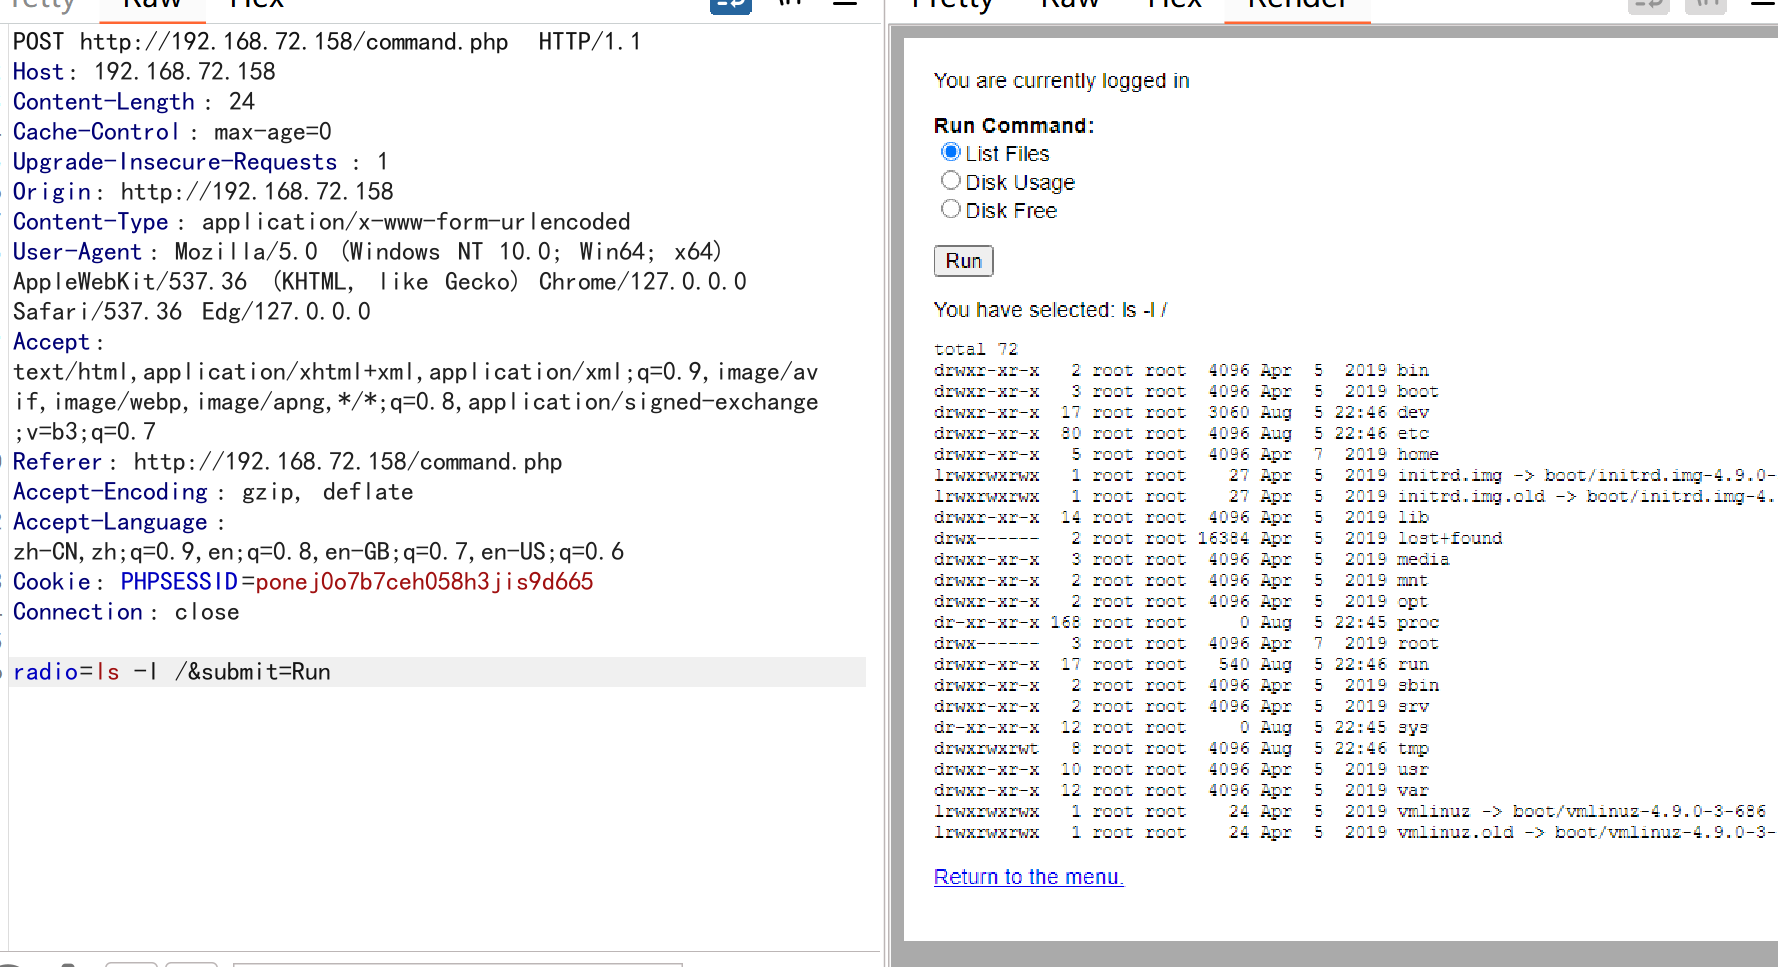 Raw
Hex
POST http://192.168.72.158/command.php HTTP/1.1
Host: 192.168.72.158
Content-Length: 24
Cache-Control: max-age=0
Upgrade-Insecure-Requests: 1
Origin: http://192.168.72.158
Content-Type: application/x-www-form-urlencoded
User-Agent: Mozilla/5.0 (Windows NT 10.0; Win64; x64)
AppleWebKit/537.36 (KHTML, like Gecko) Chrome/127.0.0.0
Safari/537.36 Edg/127.0.0.0
Accept:
text/html,application/xhtml+xml,application/xml;q=0.9,image/av
if,image/webp,image/apng,*/*;q=0.8,application/signed-exchange
;v=b3;q=0.7
Referer: http://192.168.72.158/command.php
Accept-Encoding: gzip, deflate
Accept-Language:
zh-CN,zh;q=0.9,en;q=0.8,en-GB;q=0.7,en-US;q=0.6
Cookie: PHPSESSID=ponej0o7b7ceh058h3jis9d665
Connection: close
radio=ls -l /&submit=Run
Pretty Raw Hex Render
You are currently logged in
Run Command:
List Files
Disk Usage
Disk Free
Run
You have selected: ls -l /
total 72
drwxr-xr-x 2 root root 4096 Apr 5 2019 bin
drwxr-xr-x 3 root root 4096 Apr 5 2019 boot
drwxr-xr-x 17 root root 3060 Aug 5 22:46 dev
drwxr-xr-x 80 root root 4096 Aug 5 22:46 etc
drwxr-xr-x 5 root root 4096 Apr 7 2019 home
lrwxrwxrwx 1 root root 27 Apr 5 2019 initrd.img -> boot/initrd.img-4.9.0-
lrwxrwxrwx 1 root root 27 Apr 5 2019 initrd.img.old -> boot/initrd.img-4.
drwxr-xr-x 14 root root 4096 Apr 5 2019 lib
drwx------ 2 root root 16384 Apr 5 2019 lost+found
drwxr-xr-x 3 root root 4096 Apr 5 2019 media
drwxr-xr-x 2 root root 4096 Apr 5 2019 mnt
drwxr-xr-x 2 root root 4096 Apr 5 2019 opt
dr-xr-xr-x 168 root root 0 Aug 5 22:45 proc
drwx------ 3 root root 4096 Apr 7 2019 root
drwxr-xr-x 17 root root 540 Aug 5 22:46 run
drwxr-xr-x 2 root root 4096 Apr 5 2019 sbin
drwxr-xr-x 2 root root 4096 Apr 5 2019 srv
dr-xr-xr-x 12 root root 0 Aug 5 22:45 sys
drwxrwxrwt 8 root root 4096 Aug 5 22:46 tmp
drwxr-xr-x 10 root root 4096 Apr 5 2019 usr
drwxr-xr-x 12 root root 4096 Apr 5 2019 var
lrwxrwxrwx 1 root root 24 Apr 5 2019 vmlinuz -> boot/vmlinuz-4.9.0-3-686
lrwxrwxrwx 1 root root 24 Apr 5 2019 vmlinuz.old -> boot/vmlinuz-4.9.0-3-
Return to the menu.